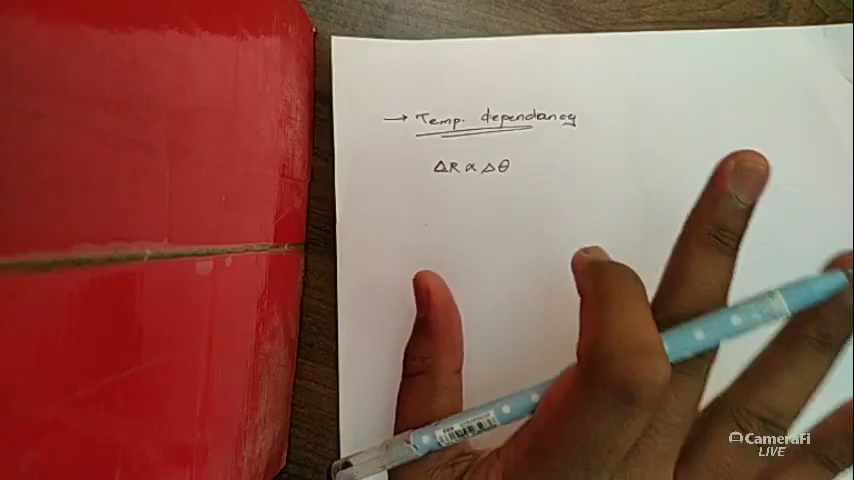 → Temp. dependancy
ΔR ∝ Δθ
CameraFi
LIVE